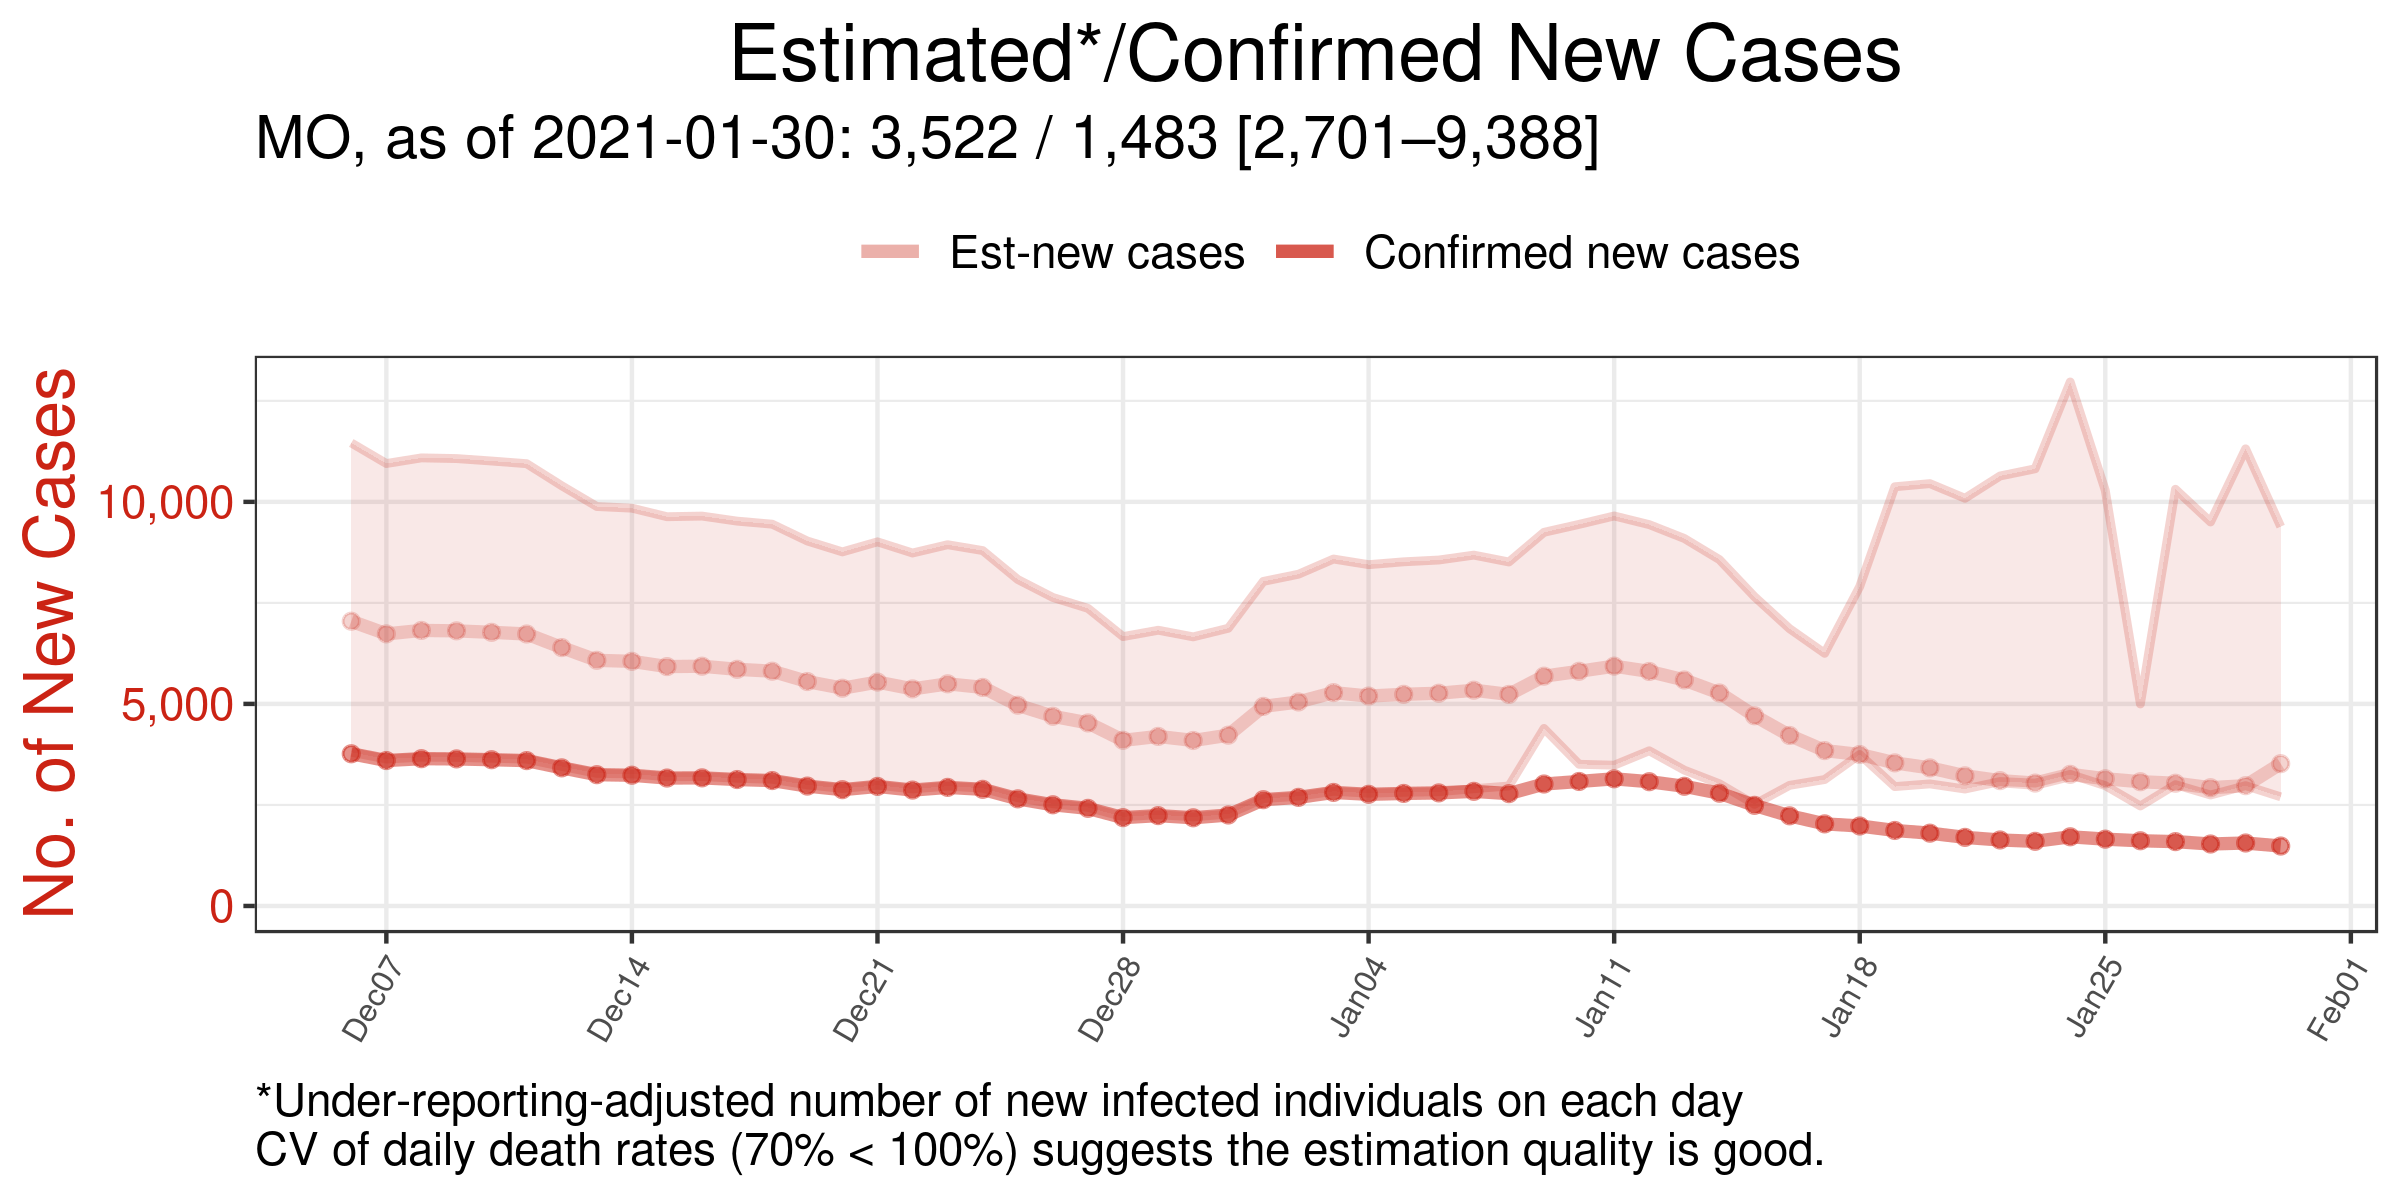 Estimated*/Confirmed New Cases
MO, as of 2021-01-30: 3,522 / 1,483 [2,701–9,388]
Est-new cases
Confirmed new cases
No. of New Cases
10,000
5,000
0
Dec07
Dec14
Dec21
Dec28
Jan04
Jan11
Jan18
Jan25
Feb01
*Under-reporting-adjusted number of new infected individuals on each day
CV of daily death rates (70% < 100%) suggests the estimation quality is good.